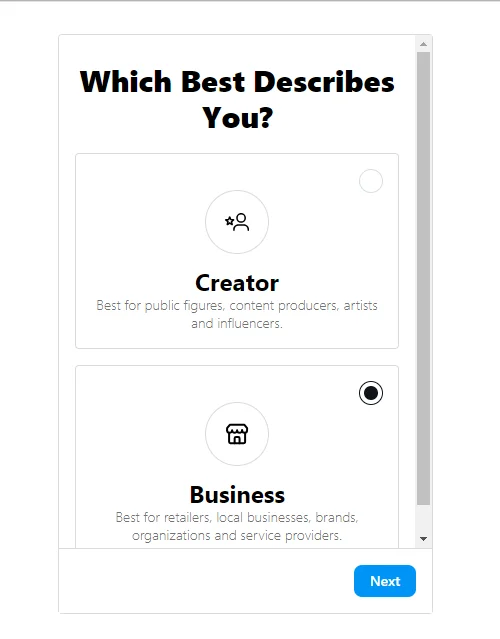 Which Best Describes
You?
Creator
Best for public figures, content producers, artists
and influencers.
Business
Best for retailers, local businesses, brands,
organizations and service providers.
Next